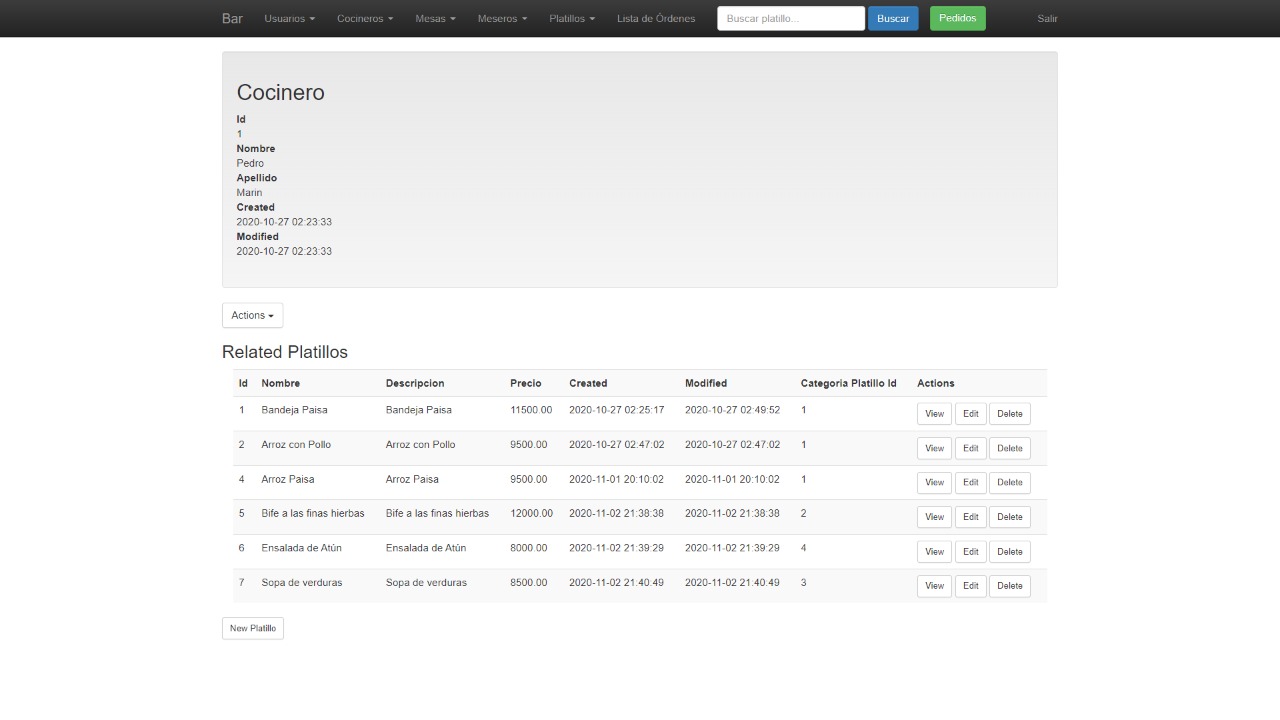 Bar Usuarios Cocineros Mesas Meseros Platillos Lista de Órdenes Buscar platillo... Buscar Pedidos Salir
Cocinero
Id
1
Nombre
Pedro
Apellido
Marin
Created
2020-10-27 02:23:33
Modified
2020-10-27 02:23:33
Actions
Related Platillos
Id Nombre Descripcion Precio Created Modified Categoria Platillo Id Actions
1 Bandeja Paisa Bandeja Paisa 11500.00 2020-10-27 02:25:17 2020-10-27 02:49:52 1 View Edit Delete
2 Arroz con Pollo Arroz con Pollo 9500.00 2020-10-27 02:47:02 2020-10-27 02:47:02 1 View Edit Delete
4 Arroz Paisa Arroz Paisa 9500.00 2020-11-01 20:10:02 2020-11-01 20:10:02 1 View Edit Delete
5 Bife a las finas hierbas Bife a las finas hierbas 12000.00 2020-11-02 21:38:38 2020-11-02 21:38:38 2 View Edit Delete
6 Ensalada de Atún Ensalada de Atún 8000.00 2020-11-02 21:39:29 2020-11-02 21:39:29 4 View Edit Delete
7 Sopa de verduras Sopa de verduras 8500.00 2020-11-02 21:40:49 2020-11-02 21:40:49 3 View Edit Delete
New Platillo